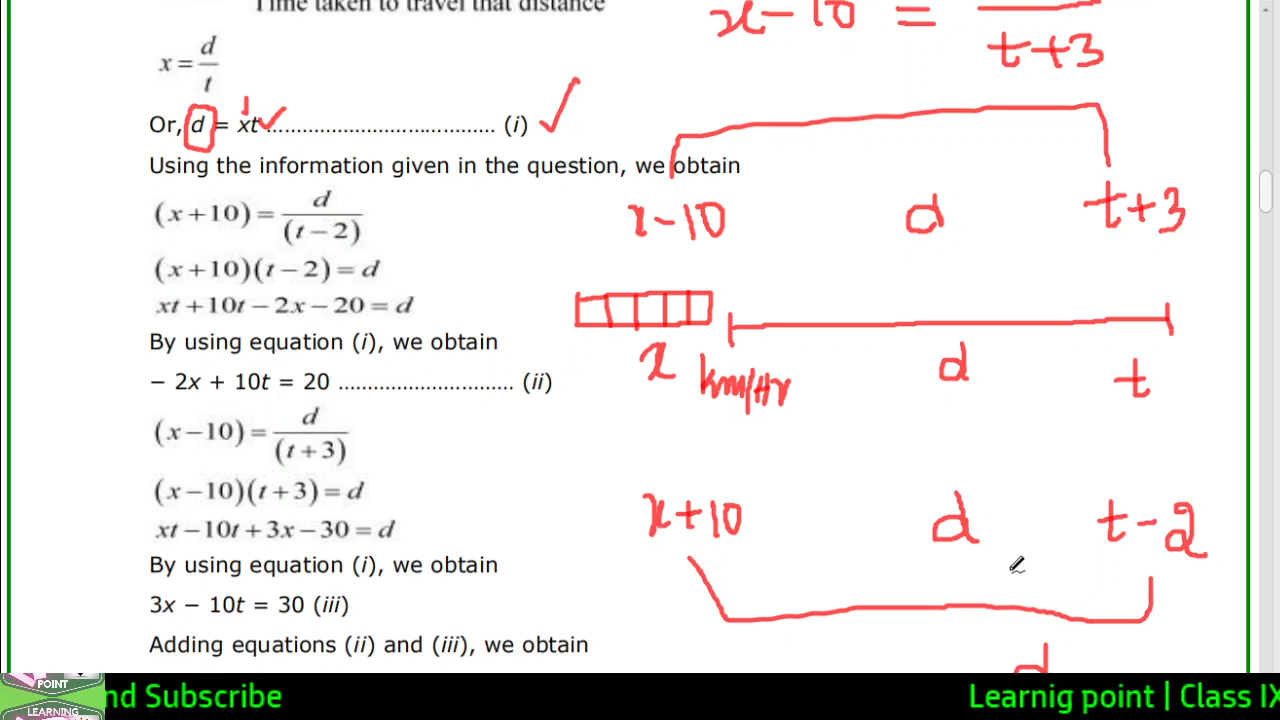 Time taken to travel that distance
x = d/t
Or, d = xt ........................................ (i)
Using the information given in the question, we obtain
(x+10) = d/(t−2)
(x+10)(t−2) = d
xt+10t−2x−20 = d
By using equation (i), we obtain
− 2x + 10t = 20 .............................. (ii)
(x−10) = d/(t+3)
(x−10)(t+3) = d
xt−10t+3x−30 = d
By using equation (i), we obtain
3x − 10t = 30 (iii)
Adding equations (ii) and (iii), we obtain
x−10 = /t+3
x−10 d t+3
x km/Hr d t
x+10 d t−2
d
POINT
LEARNING
nd Subscribe
Learnig point | Class IX